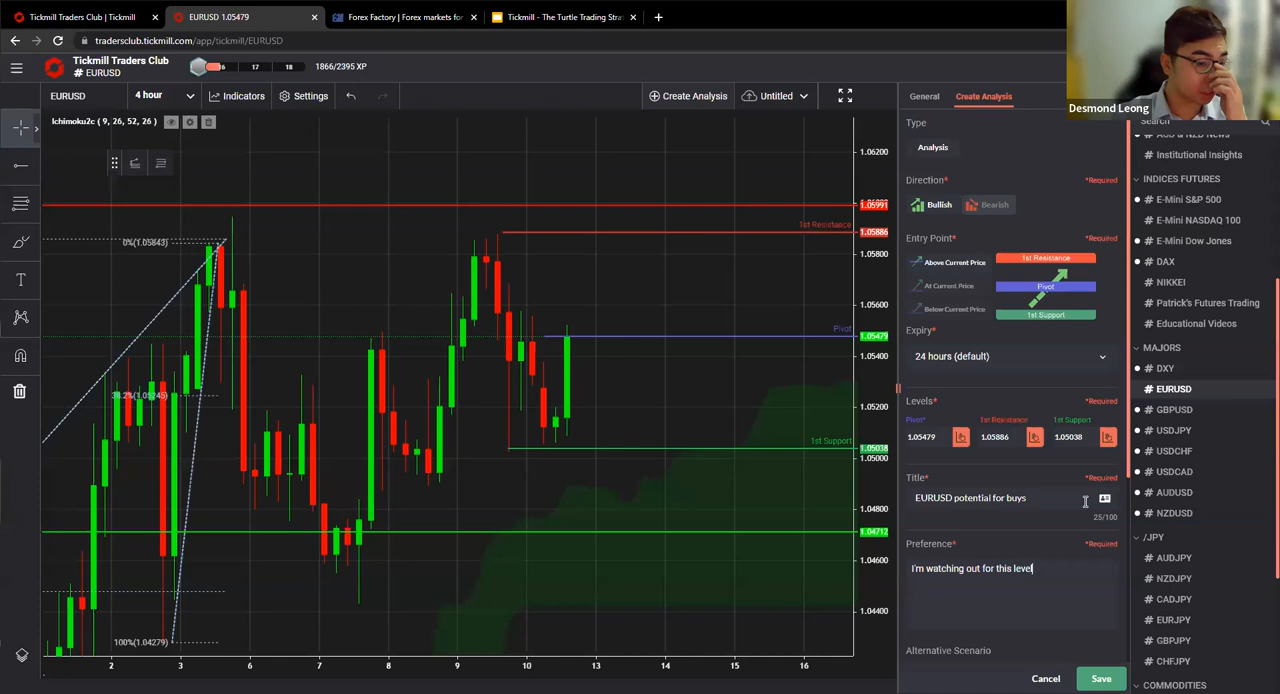 Tickmill Traders Club | Tickmill
EURUSD 1.05479
Forex Factory | Forex markets for
Tickmill - The Turtle Trading Stra
tradersclub.tickmill.com/app/tickmill/EURUSD
Tickmill Traders Club
# EURUSD
17
18
1866/2395 XP
Desmond Leong
EURUSD
4 hour
Indicators
Settings
Create Analysis
Untitled
General
Create Analysis
Ichimoku2c ( 9, 26, 52, 26 )
0%(1.05843)
38.2%(1.05245)
100%(1.04279)
1st Resistance
Pivot
1st Support
1.06200
1.05991
1.05886
1.05800
1.05600
1.05479
1.05400
1.05200
1.05038
1.05000
1.04800
1.04712
1.04600
1.04400
2
3
6
7
8
9
10
13
14
15
16
Type
Analysis
Direction*
*Required
Bullish
Bearish
Entry Point*
*Required
Above Current Price
At Current Price
Below Current Price
1st Resistance
Pivot
1st Support
Expiry*
24 hours (default)
Levels*
*Required
Pivot*
1st Resistance
1st Support
1.05479
1.05886
1.05038
Title*
*Required
EURUSD potential for buys
25/100
Preference*
*Required
I'm watching out for this level
Alternative Scenario
Cancel
Save
Search
# Institutional Insights
INDICES FUTURES
# E-Mini S&P 500
# E-Mini NASDAQ 100
# E-Mini Dow Jones
# DAX
# NIKKEI
# Patrick's Futures Trading
# Educational Videos
MAJORS
# DXY
# EURUSD
# GBPUSD
# USDJPY
# USDCHF
# USDCAD
# AUDUSD
# NZDUSD
/JPY
# AUDJPY
# NZDJPY
# CADJPY
# EURJPY
# GBPJPY
# CHFJPY
COMMODITIES